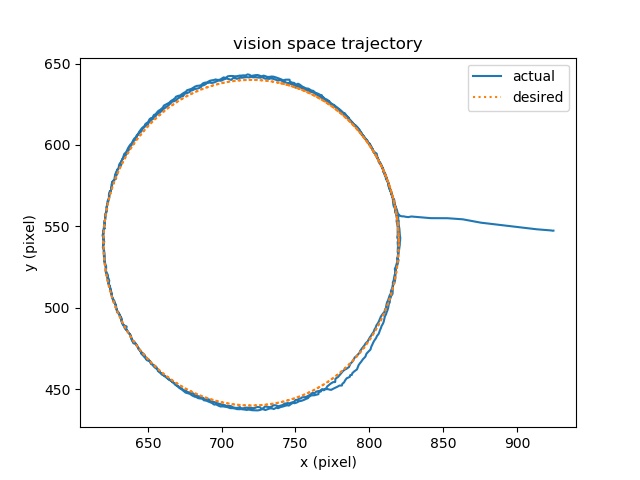 vision space trajectory
actual
desired
650
600
550
500
450
y (pixel)
650
700
750
800
850
900
x (pixel)